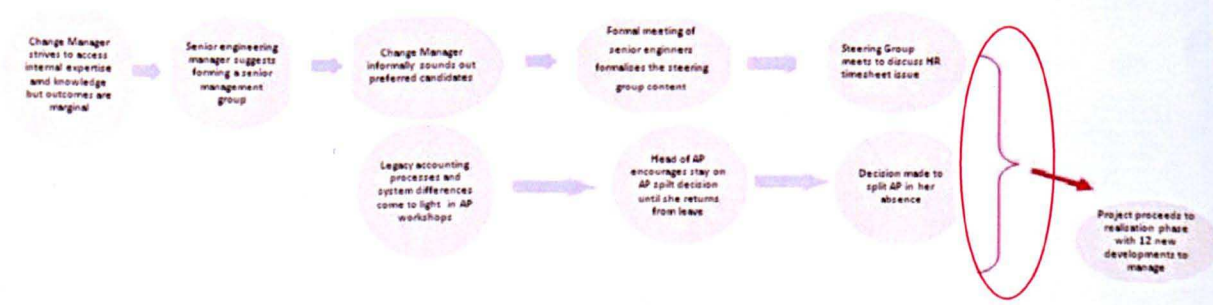 Change Manager
strives to access
internal expertise
amd knowledge
but outcomes are
marginal
Senior engineering
manager suggests
forming a senior
management
group
Change Manager
informally sounds out
preferred candidates
Formal meeting of
senior enginners
formalises the steering
group content
Steering Group
meets to discuss HR
timesheet issue
Legacy accounting
processes and
system differences
come to light in AP
workshops
Head of AP
encourages stay on
AP spilt decision
until she returns
from leave
Decision made to
split AP in her
absence
Project proceeds to
realisation phase
with 12 new
developments to
manage